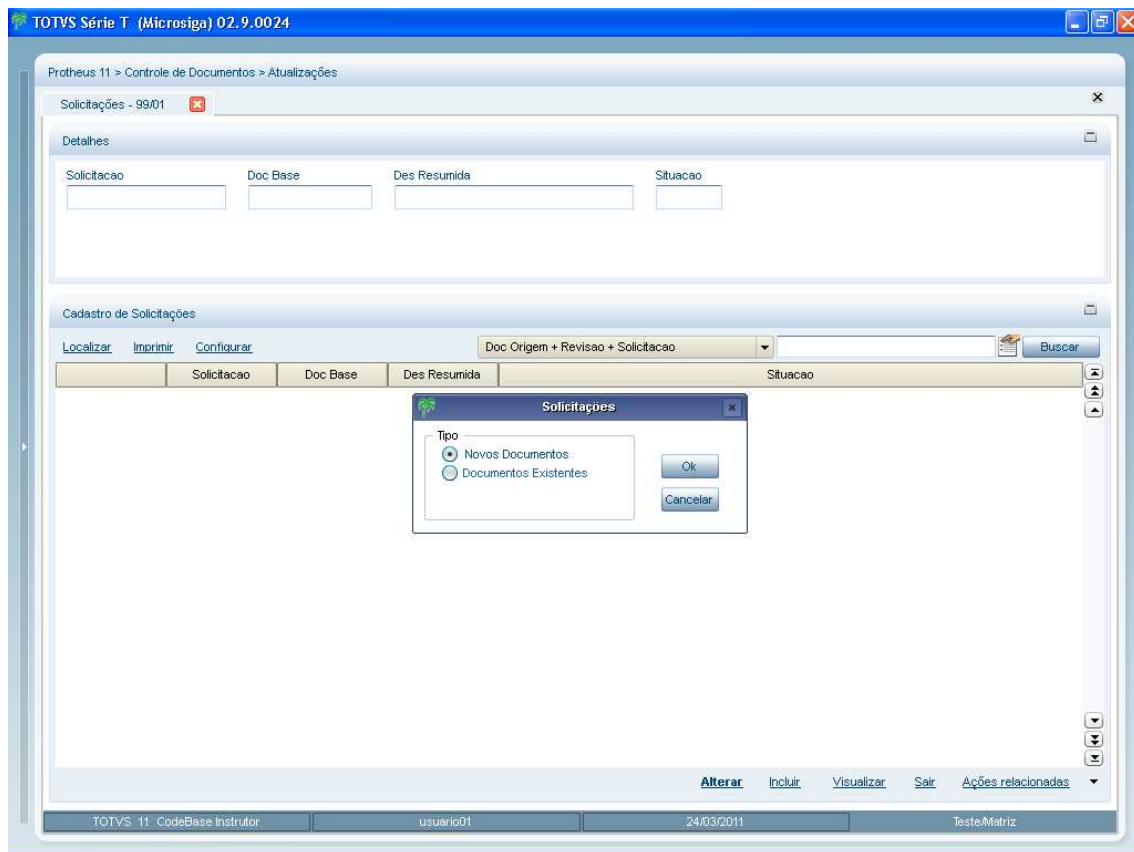 TOTVS Série T (Microsiga) 02.9.0024
Protheus 11 > Controle de Documentos > Atualizações
Solicitações - 99/01
Detalhes
Solicitacao Doc Base Des Resumida Situacao
Cadastro de Solicitações
Localizar Imprimir Configurar Doc Origem + Revisao + Solicitacao Buscar
Solicitacao Doc Base Des Resumida Situacao
Solicitações
Tipo
Novos Documentos
Documentos Existentes
Ok
Cancelar
Alterar Incluir Visualizar Sair Ações relacionadas
TOTVS 11 CodeBase Instrutor usuario01 24/03/2011 Teste/Matriz